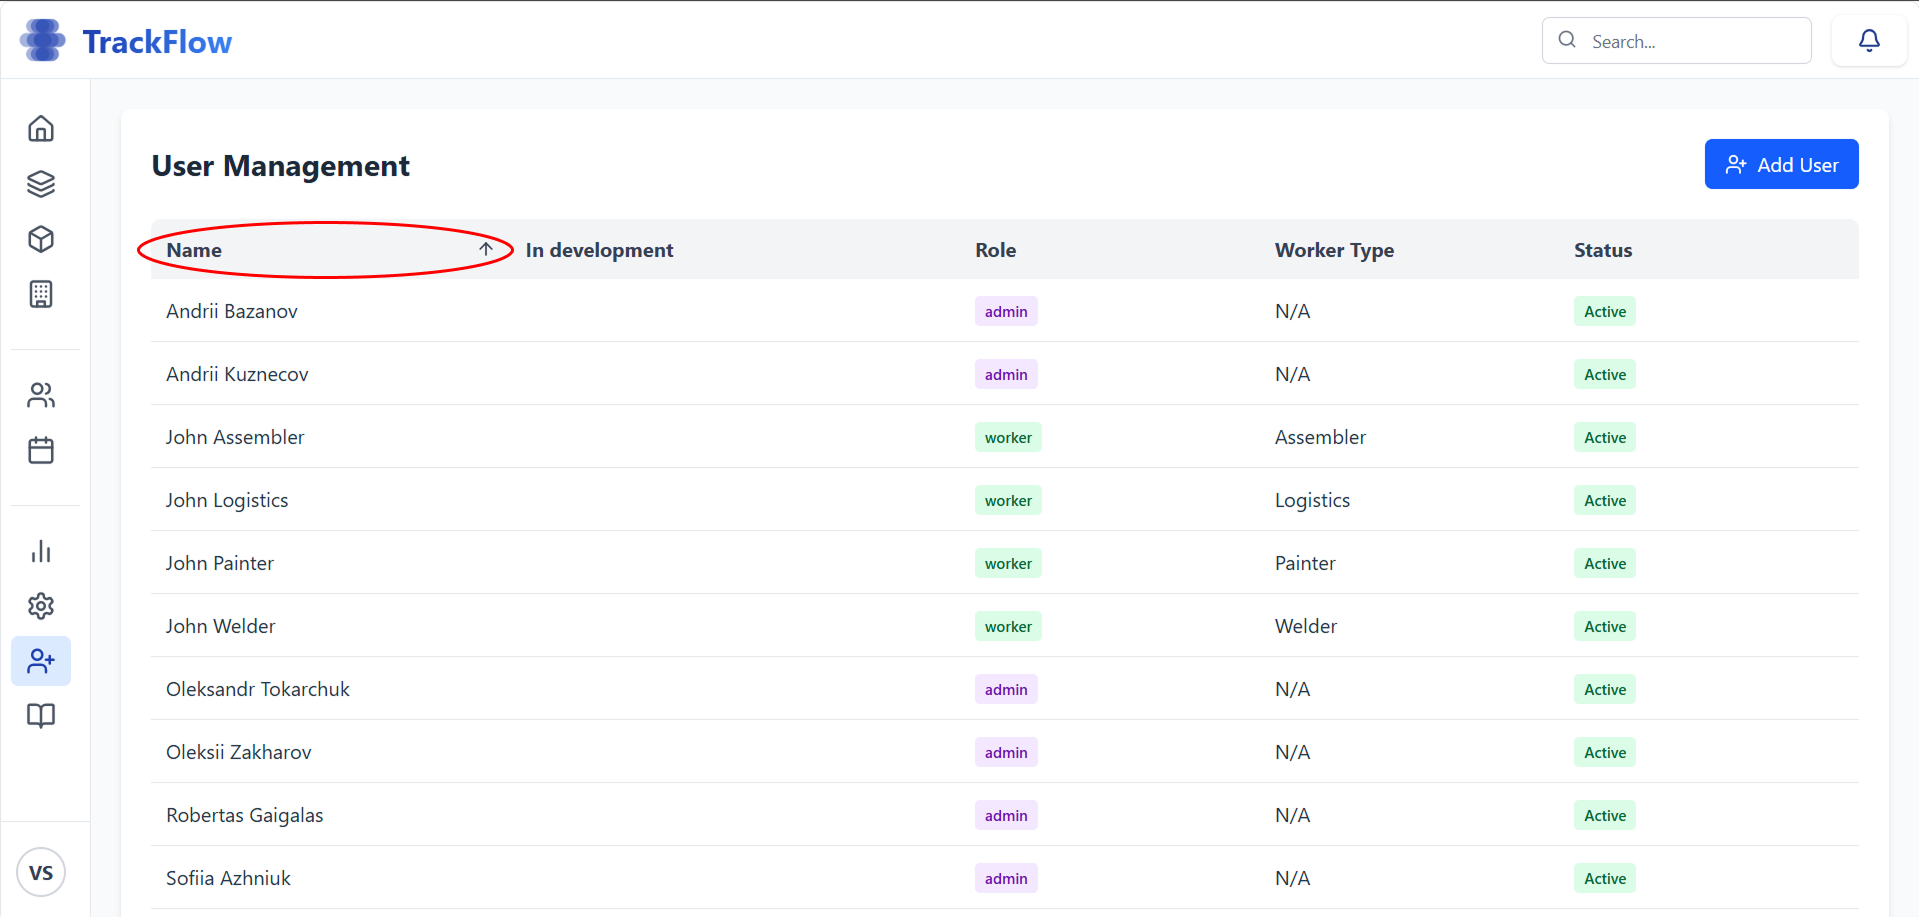 TrackFlow
Search...
User Management
Add User
Name In development Role Worker Type Status
Andrii Bazanov admin N/A Active
Andrii Kuznecov admin N/A Active
John Assembler worker Assembler Active
John Logistics worker Logistics Active
John Painter worker Painter Active
John Welder worker Welder Active
Oleksandr Tokarchuk admin N/A Active
Oleksii Zakharov admin N/A Active
Robertas Gaigalas admin N/A Active
Sofiia Azhniuk admin N/A Active
VS